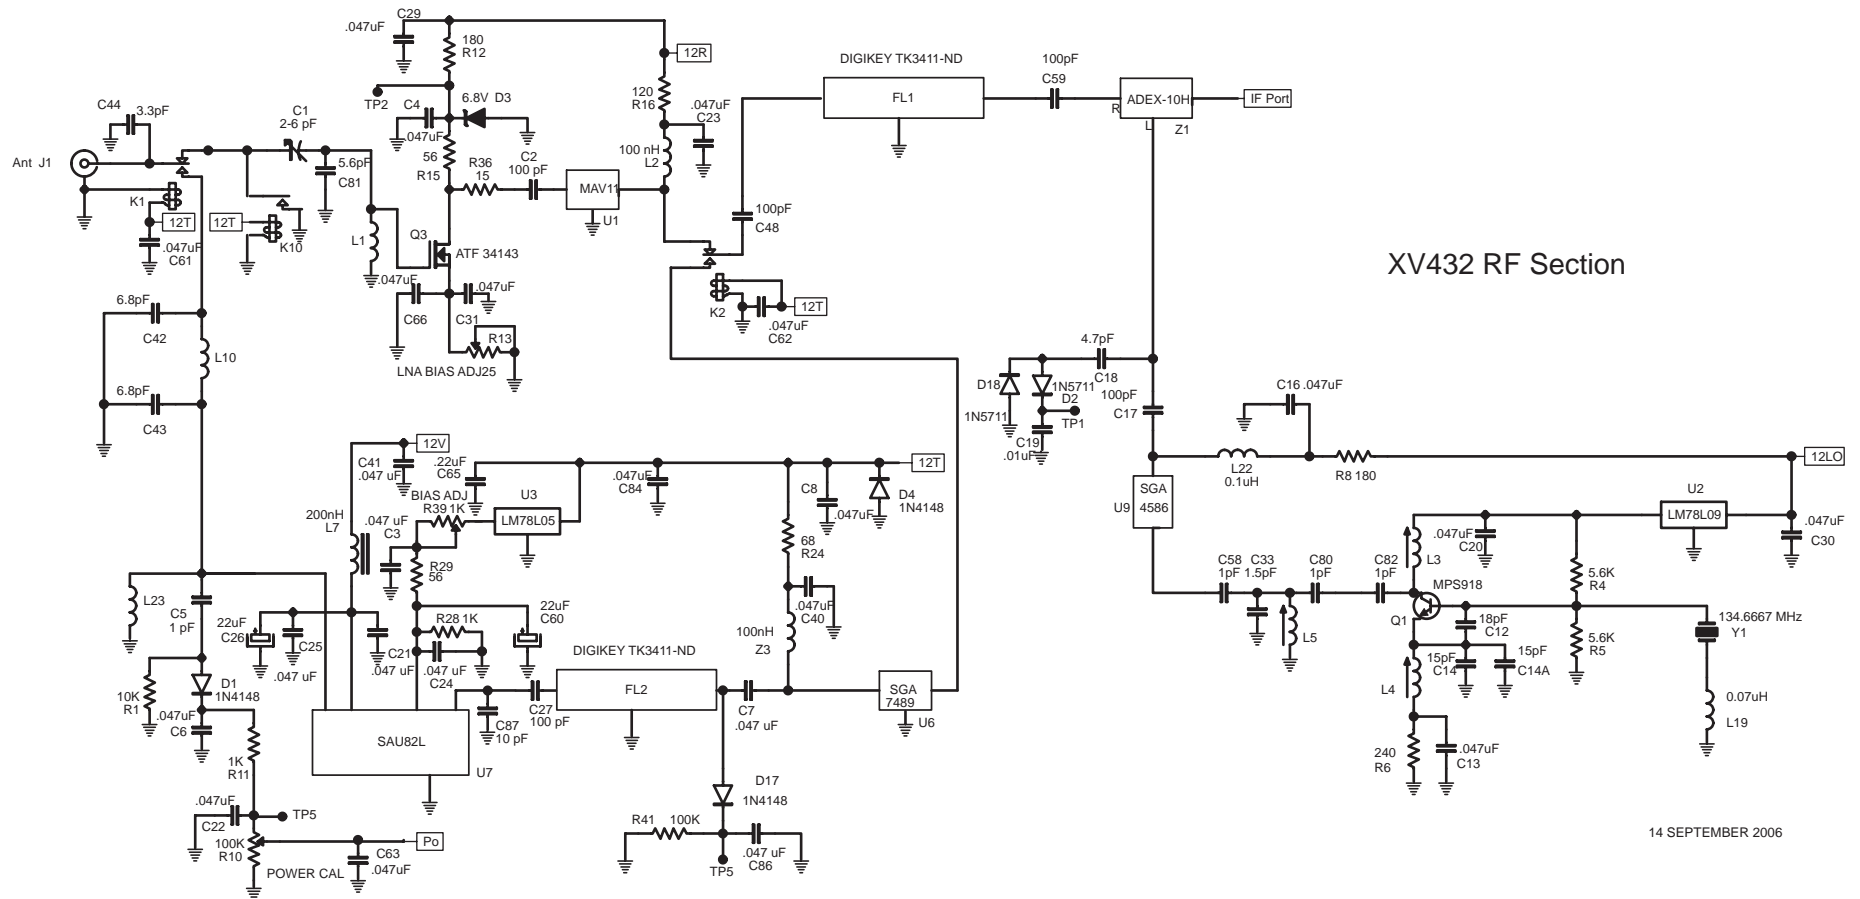 XV432 RF Section
C29
.047uF
180
R12
12R
TP2
C4
6.8V D3
.047uF
56
R15
R36
15
C2
100 pF
MAV11
U1
120
R16
.047uF
C23
100 nH
L2
DIGIKEY TK3411-ND
FL1
100pF
C59
ADEX-10H
R
L
Z1
IF Port
C44
3.3pF
C1
2-6 pF
Ant J1
5.6pF
C81
K1
12T
.047uF
C61
12T
K10
L1
Q3
ATF 34143
.047uF
.047uF
C66
C31
R13
LNA BIAS ADJ25
100pF
C48
K2
12T
.047uF
C62
6.8pF
C42
L10
6.8pF
C43
4.7pF
C18
D18
1N5711
D2
1N5711
TP1
C19
.01uF
100pF
C17
C16 .047uF
L22
0.1uH
R8 180
12LO
SGA
4586
U9
U2
LM78L09
.047uF
C30
12V
C41
.047 uF
.22uF
C65
BIAS ADJ
R39 1K
U3
LM78L05
.047uF
C84
C8
.047uF
D4
1N4148
12T
200nH
L7
.047 uF
C3
R29
56
68
R24
.047uF
C40
100nH
Z3
L23
C5
1 pF
22uF
C26
C25
.047 uF
C21
.047 uF
R28 1K
.047 uF
C24
22uF
C60
DIGIKEY TK3411-ND
FL2
C87
10 pF
C27
100 pF
C7
.047 uF
SGA
7489
U6
10K
R1
D1
1N4148
.047uF
C6
1K
R11
SAU82L
U7
.047uF
C22
TP5
100K
R10
POWER CAL
Po
C63
.047uF
D17
1N4148
R41 100K
TP5
.047 uF
C86
C58
1pF
C33
1.5pF
C80
1pF
C82
1pF
L5
L3
.047uF
C20
MPS918
Q1
5.6K
R4
18pF
C12
5.6K
R5
15pF
C14
15pF
C14A
L4
240
R6
.047uF
C13
134.6667 MHz
Y1
0.07uH
L19
14 SEPTEMBER 2006